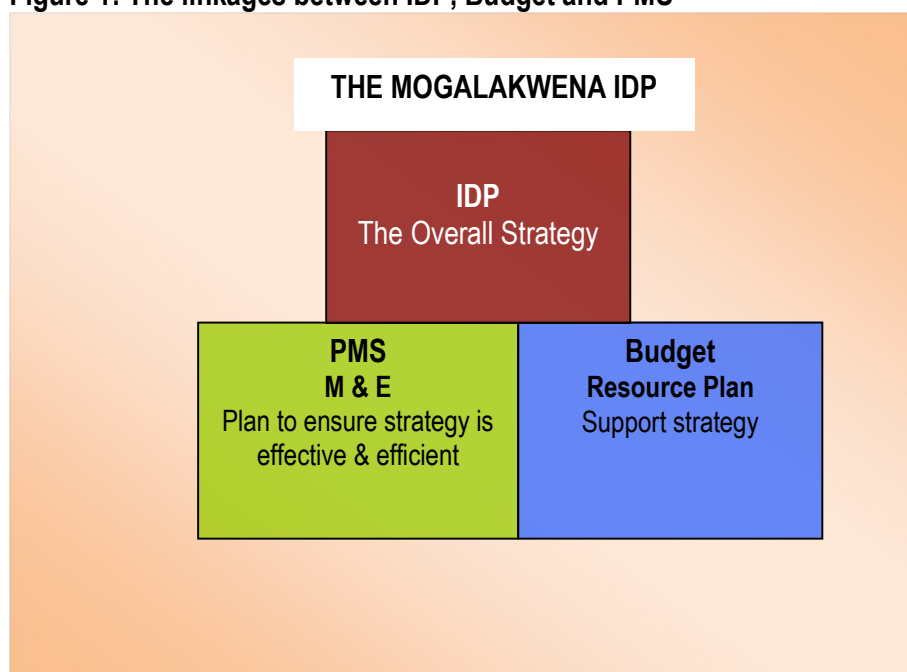 Figure 1: The linkages between IDP, Budget and PMS
THE MOGALAKWENA IDP
IDP
The Overall Strategy
PMS
M & E
Plan to ensure strategy is
effective & efficient
Budget
Resource Plan
Support strategy